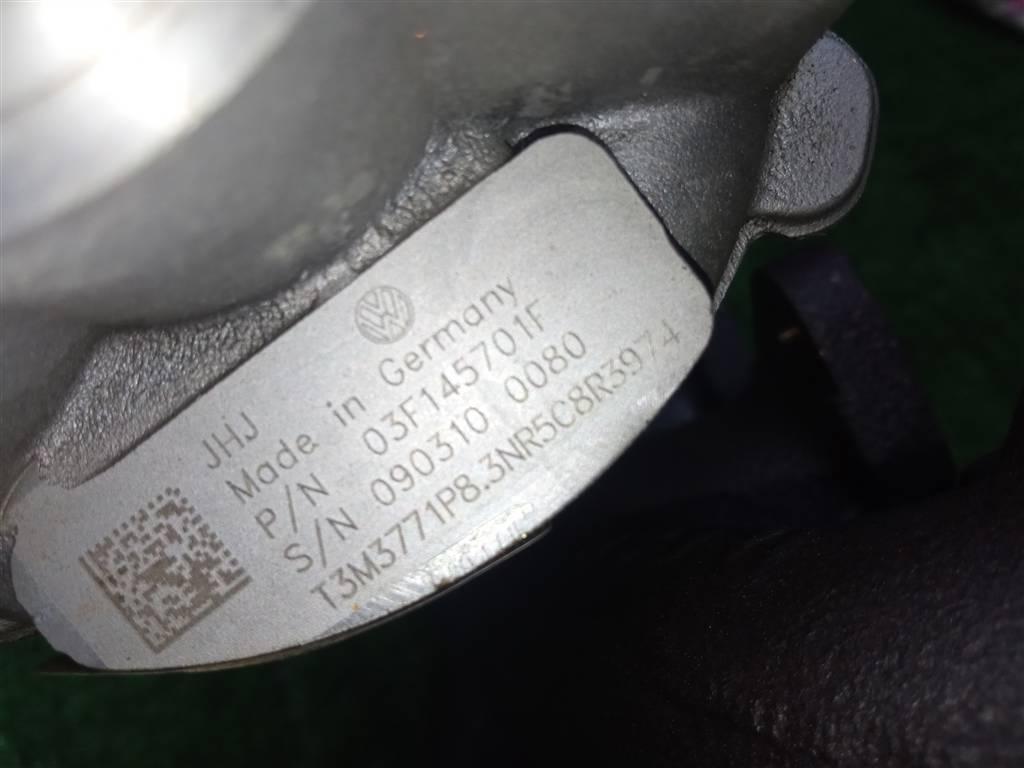 JHJ
Made in Germany
P/N 03F145701F
S/N 090310 0080
T3M3771P8.3NR5C8R3974